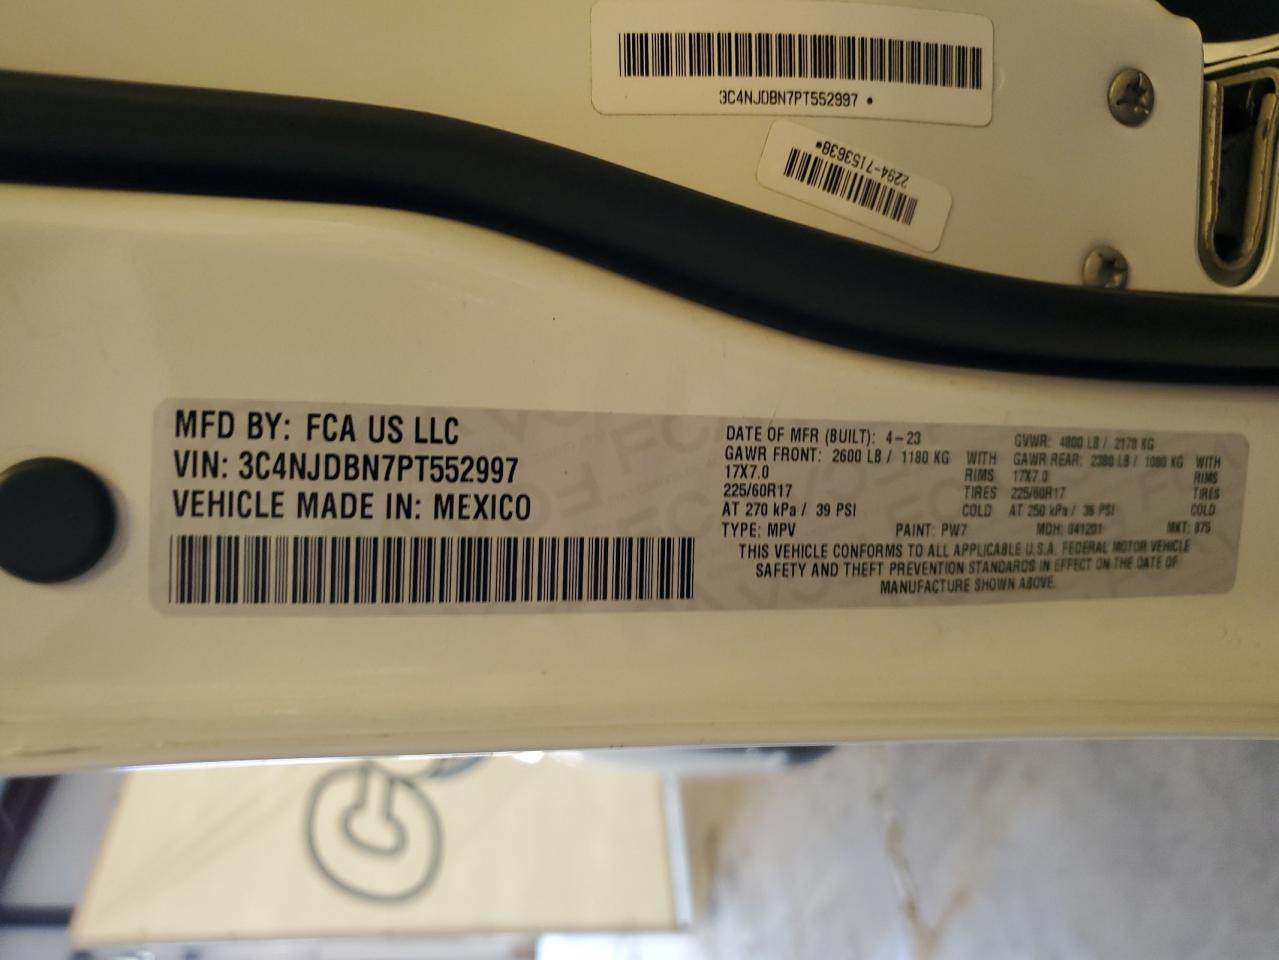 3C4NJDBN7PT552997 •
2294-7153638*
MFD BY: FCA US LLC
VIN: 3C4NJDBN7PT552997
VEHICLE MADE IN: MEXICO
DATE OF MFR (BUILT): 4-23 GVWR: 4800 LB / 2178 KG
GAWR FRONT: 2600 LB / 1180 KG WITH GAWR REAR: 2380 LB / 1080 KG WITH
17X7.0 RIMS 17X7.0 RIMS
225/60R17 TIRES 225/60R17 TIRES
AT 270 kPa / 39 PSI COLD AT 250 kPa / 36 PSI COLD
TYPE: MPV PAINT: PW7 MDH: 041201 MKT: 875
THIS VEHICLE CONFORMS TO ALL APPLICABLE U.S.A. FEDERAL MOTOR VEHICLE
SAFETY AND THEFT PREVENTION STANDARDS IN EFFECT ON THE DATE OF
MANUFACTURE SHOWN ABOVE.